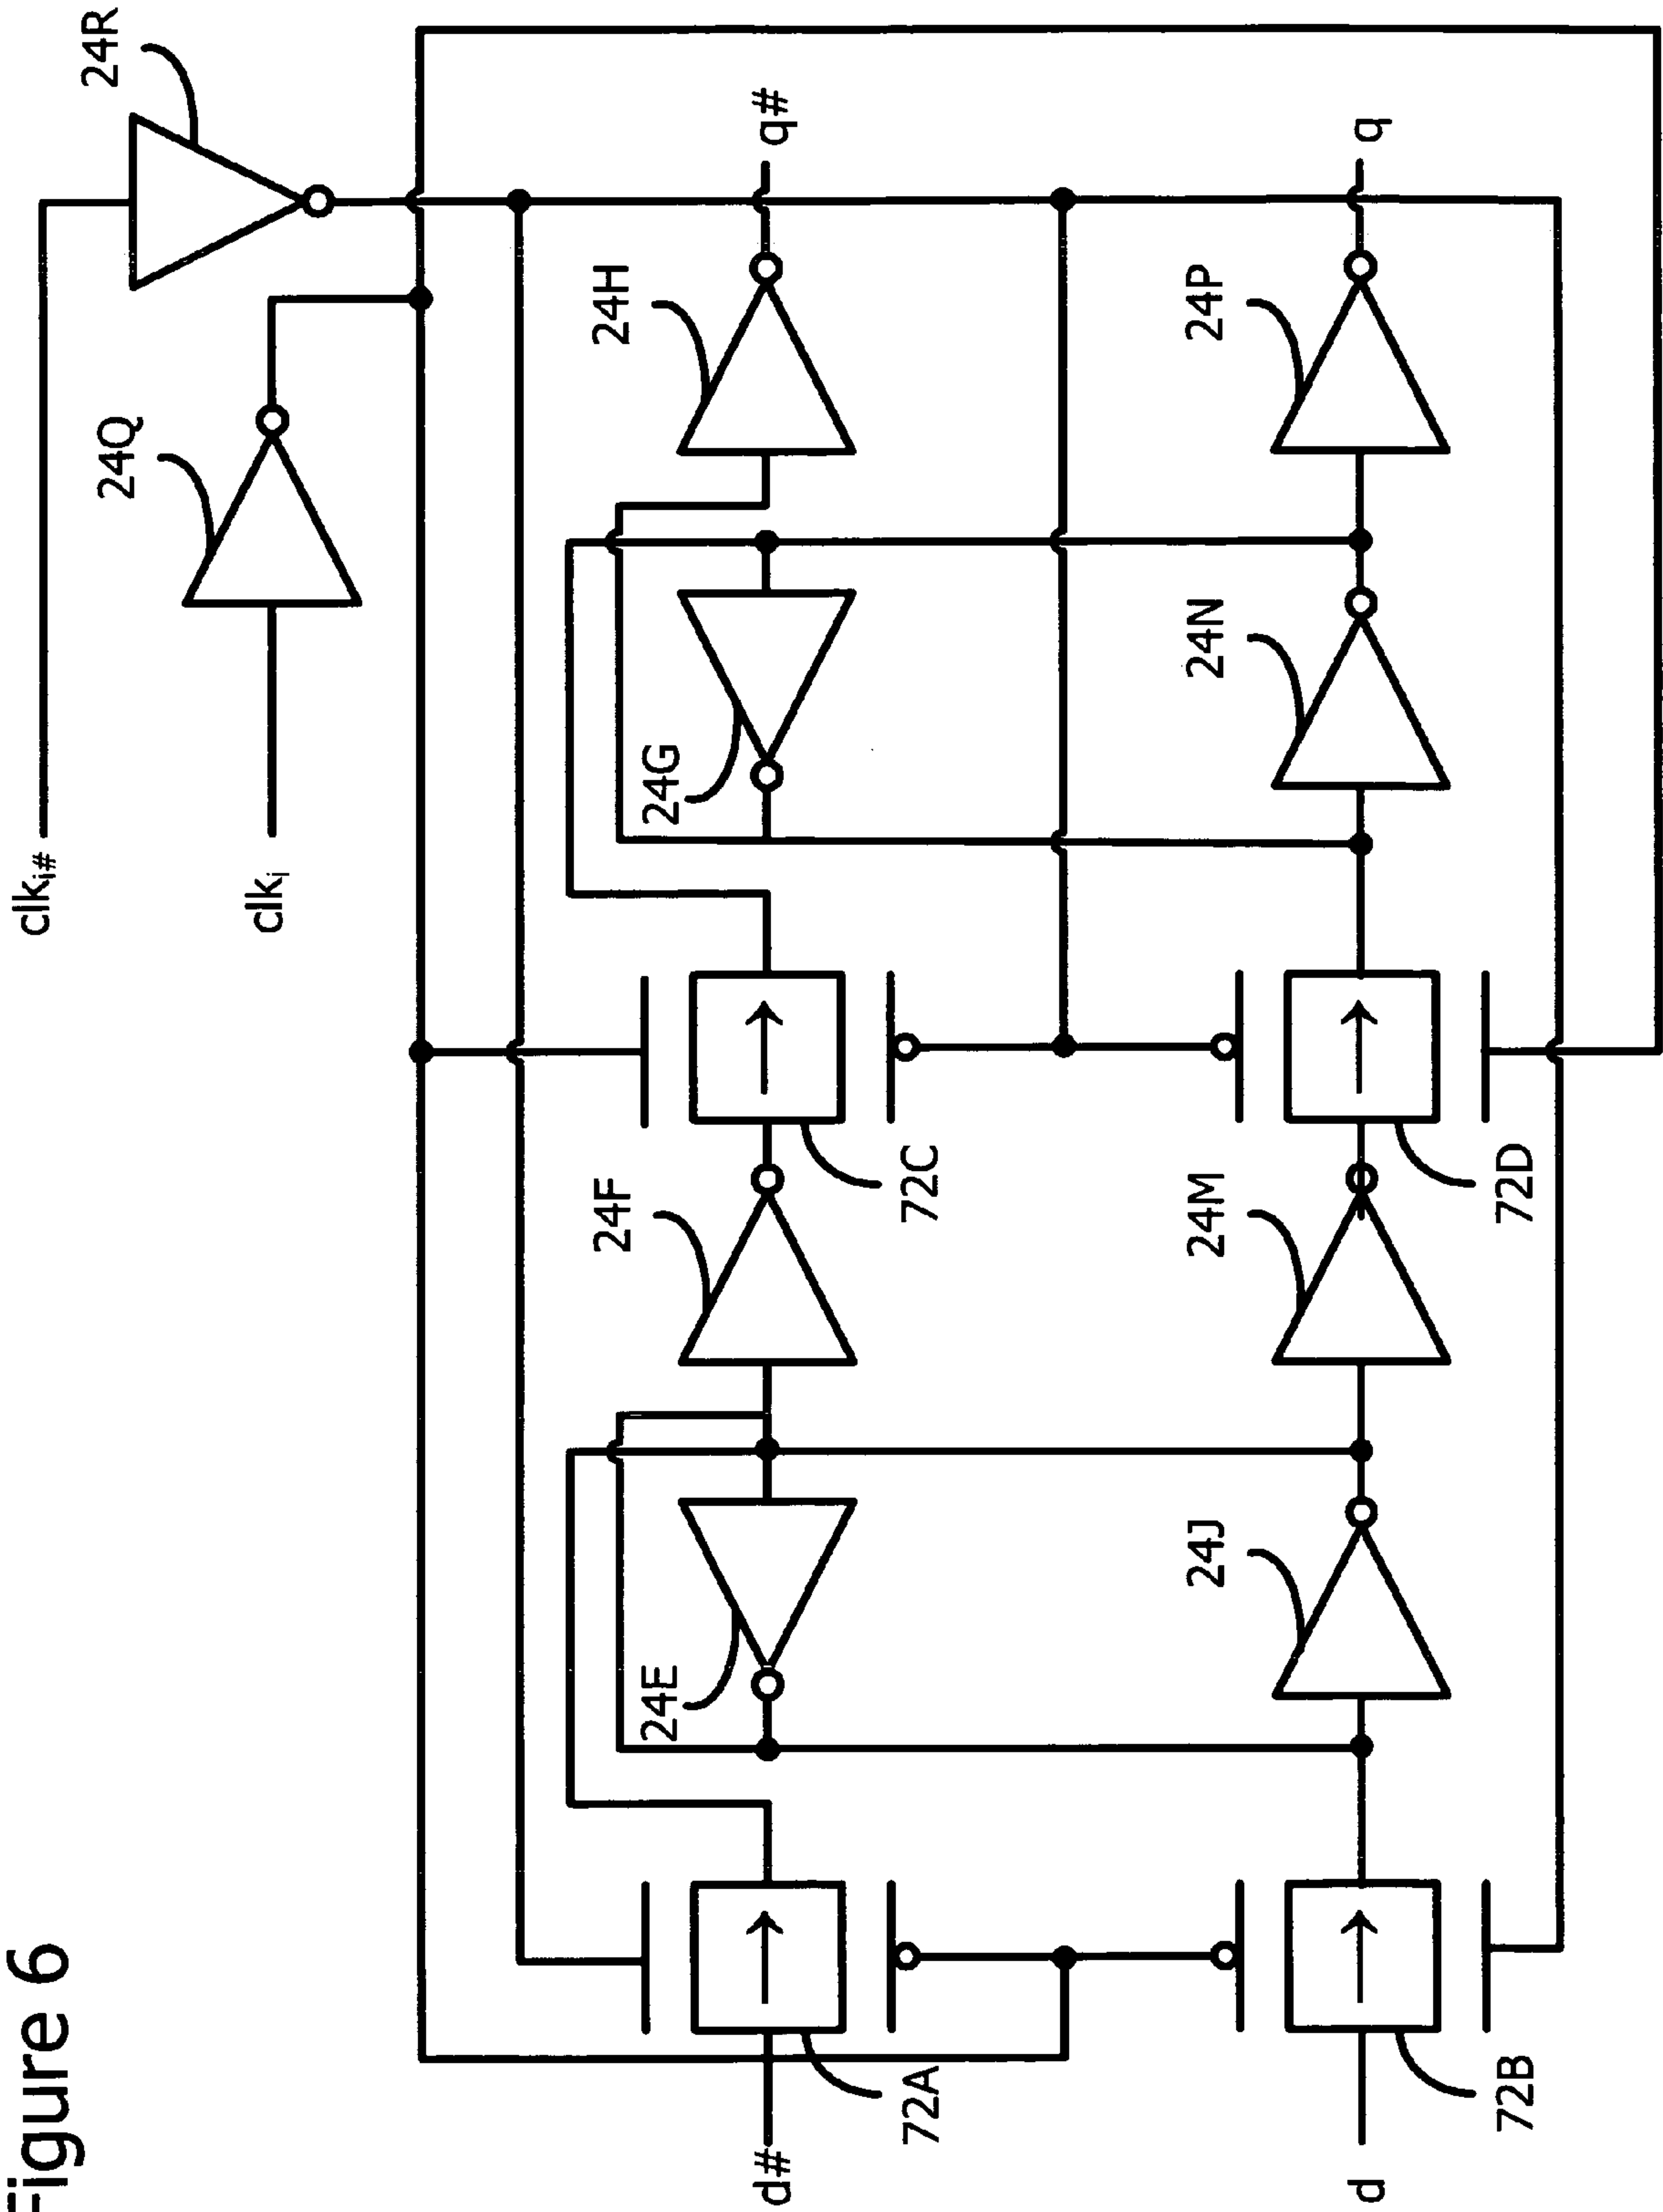 Figure 6
clkᵢ#
clkᵢ
24Q
24R
24E
24F
24G
24H
d#
72A
72C
q#
24J
24M
24N
24P
d
72B
72D
q